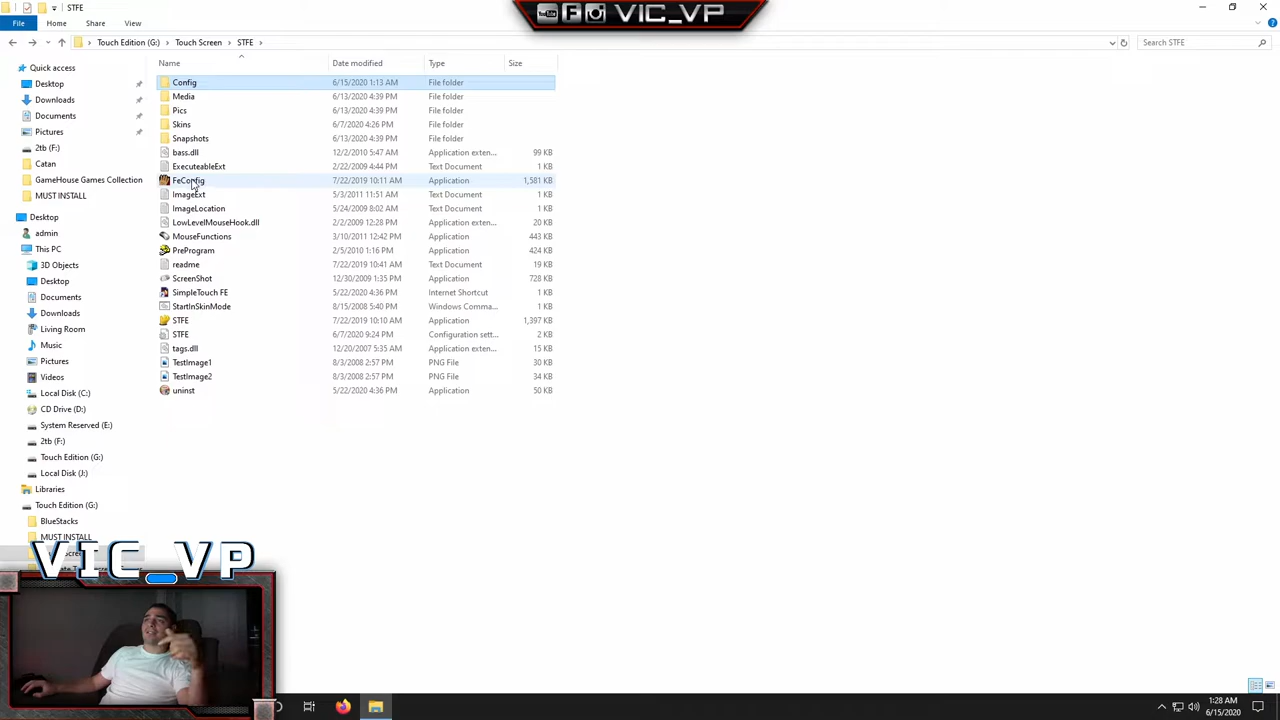 STFE
VIC_VP
File Home Share View
Touch Edition (G:) Touch Screen STFE
Search STFE
Name Date modified Type Size
Quick access
Desktop
Downloads
Documents
Pictures
2tb (F:)
Catan
GameHouse Games Collection
MUST INSTALL
Desktop
admin
This PC
3D Objects
Desktop
Documents
Downloads
Living Room
Music
Pictures
Videos
Local Disk (C:)
CD Drive (D:)
System Reserved (E:)
2tb (F:)
Touch Edition (G:)
Local Disk (J:)
Libraries
Touch Edition (G:)
BlueStacks
MUST INSTALL
Config 6/15/2020 1:13 AM File folder
Media 6/13/2020 4:39 PM File folder
Pics 6/13/2020 4:39 PM File folder
Skins 6/7/2020 4:26 PM File folder
Snapshots 6/13/2020 4:39 PM File folder
bass.dll 12/2/2010 5:47 AM Application exten... 99 KB
ExecuteableExt 2/22/2009 4:44 PM Text Document 1 KB
FeConfig 7/22/2019 10:11 AM Application 1,581 KB
ImageExt 5/3/2011 11:51 AM Text Document 1 KB
ImageLocation 5/24/2009 8:02 AM Text Document 1 KB
LowLevelMouseHook.dll 2/2/2009 12:28 PM Application exten... 20 KB
MouseFunctions 3/10/2011 12:42 PM Application 443 KB
PreProgram 2/5/2010 1:16 PM Application 424 KB
readme 7/22/2019 10:41 AM Text Document 19 KB
ScreenShot 12/30/2009 1:35 PM Application 728 KB
SimpleTouch FE 5/22/2020 4:36 PM Internet Shortcut 1 KB
StartInSkinMode 8/15/2008 5:40 PM Windows Comma... 1 KB
STFE 7/22/2019 10:10 AM Application 1,397 KB
STFE 6/7/2020 9:24 PM Configuration sett... 2 KB
tags.dll 12/20/2007 5:35 AM Application exten... 15 KB
TestImage1 8/3/2008 2:57 PM PNG File 30 KB
TestImage2 8/3/2008 2:57 PM PNG File 34 KB
uninst 5/22/2020 4:36 PM Application 50 KB
VIC_VP
1:28 AM
6/15/2020